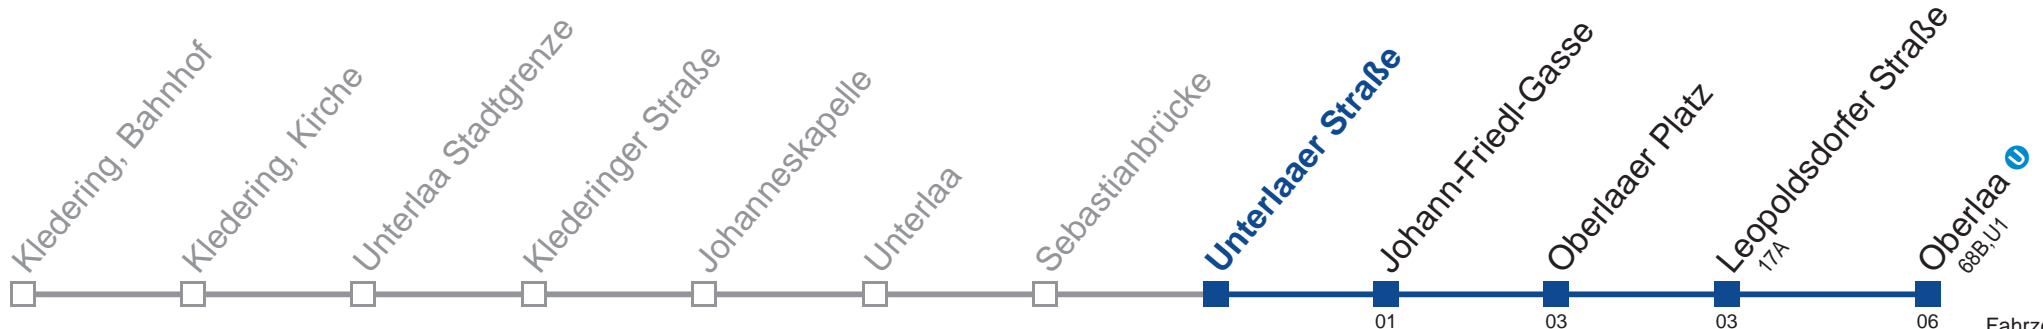 Kledering, Bahnhof
Kledering, Kirche
Unterlaa Stadtgrenze
Klederinger Straße
Johanneskapelle
Unterlaa
Sebastianbrücke
Unterlaaer Straße
Johann-Friedl-Gasse
Oberlaaer Platz
Leopoldsdorfer Straße
17A
Oberlaa U
68B,U1
01 03 03 06
Fahrze